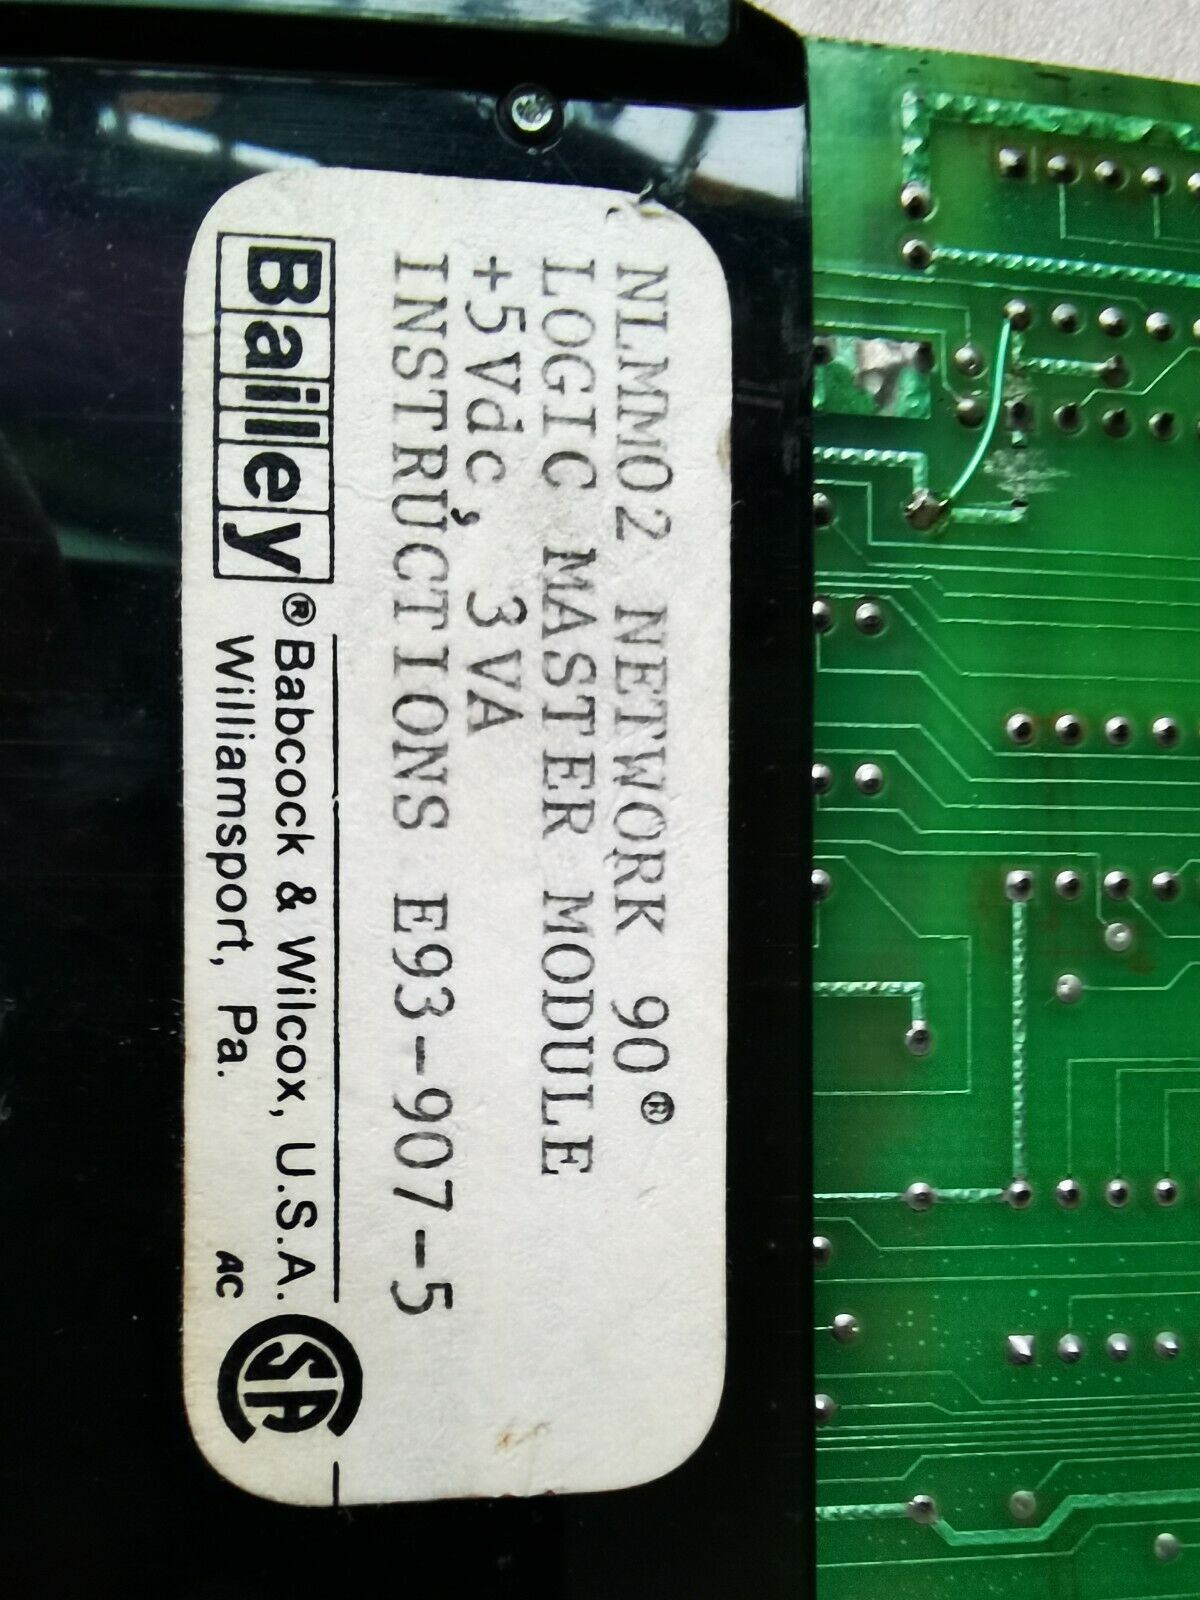 NLMM02 NETWORK 90®
LOGIC MASTER MODULE
+5Vdc, 3VA
INSTRUCTIONS E93-907-5
Bailey® Babcock & Wilcox, U.S.A.
Williamsport, Pa. AC
SA